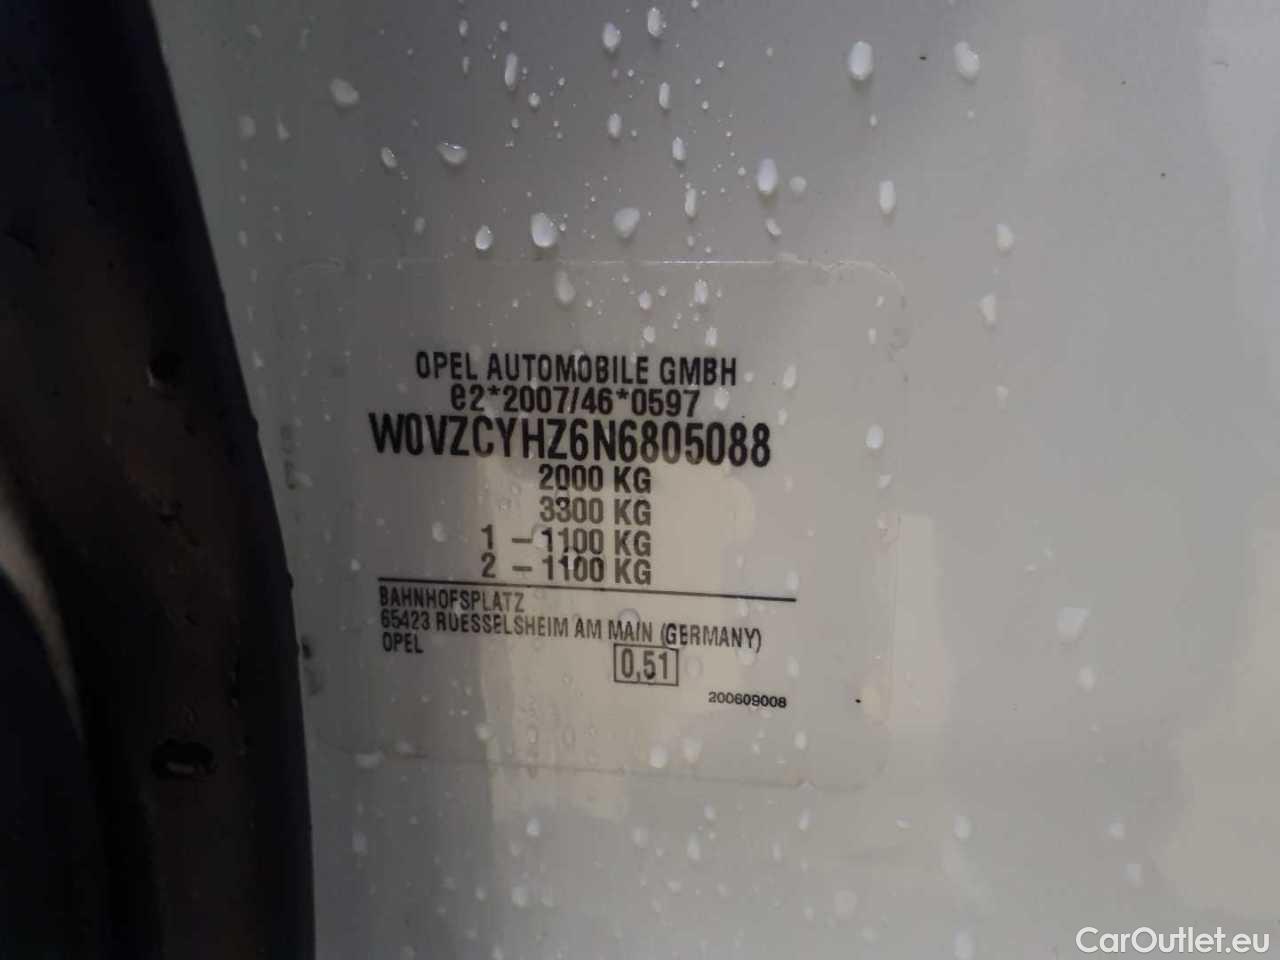 OPEL AUTOMOBILE GMBH
e2*2007/46*0597
W0VZCYHZ6N6805088
2000 KG
3300 KG
1 - 1100 KG
2 - 1100 KG
BAHNHOFSPLATZ
65423 RUESSELSHEIM AM MAIN (GERMANY)
OPEL
0,51
200609008
CarOutlet.eu